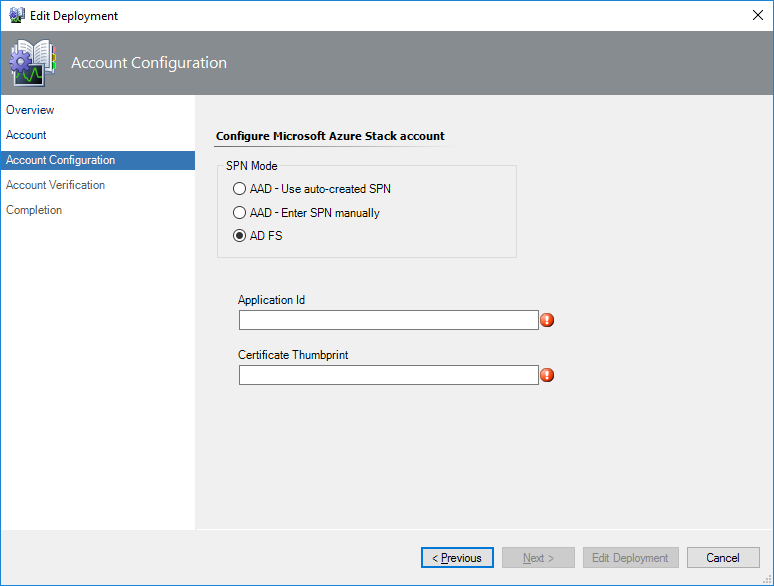 Edit Deployment
Account Configuration
Overview
Account
Account Configuration
Account Verification
Completion
Configure Microsoft Azure Stack account
SPN Mode
AAD - Use auto-created SPN
AAD - Enter SPN manually
AD FS
Application Id
Certificate Thumbprint
< Previous
Next >
Edit Deployment
Cancel